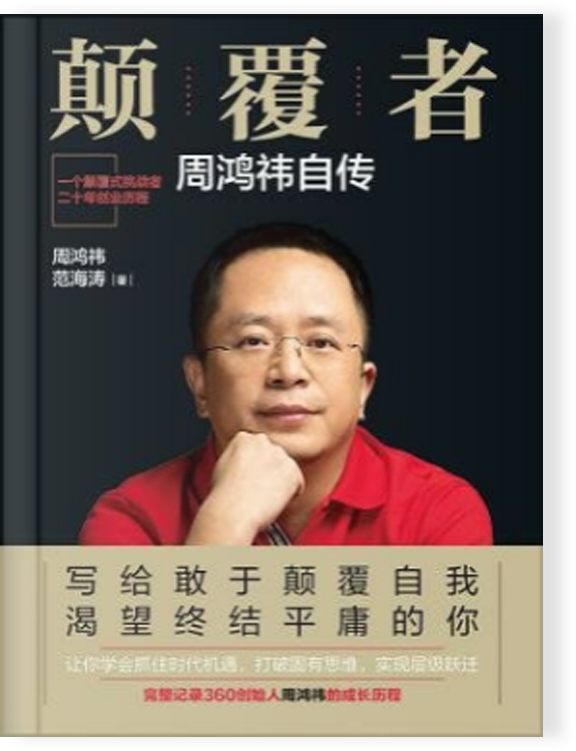 颠覆者
周鸿祎自传
一个颠覆式挑战者
二十年创业历程
周鸿祎
范海涛 |著|
写给敢于颠覆自我
渴望终结平庸的你
让你学会抓住时代机遇，打破固有思维，实现层级跃迁
完整记录360创始人周鸿祎的成长历程